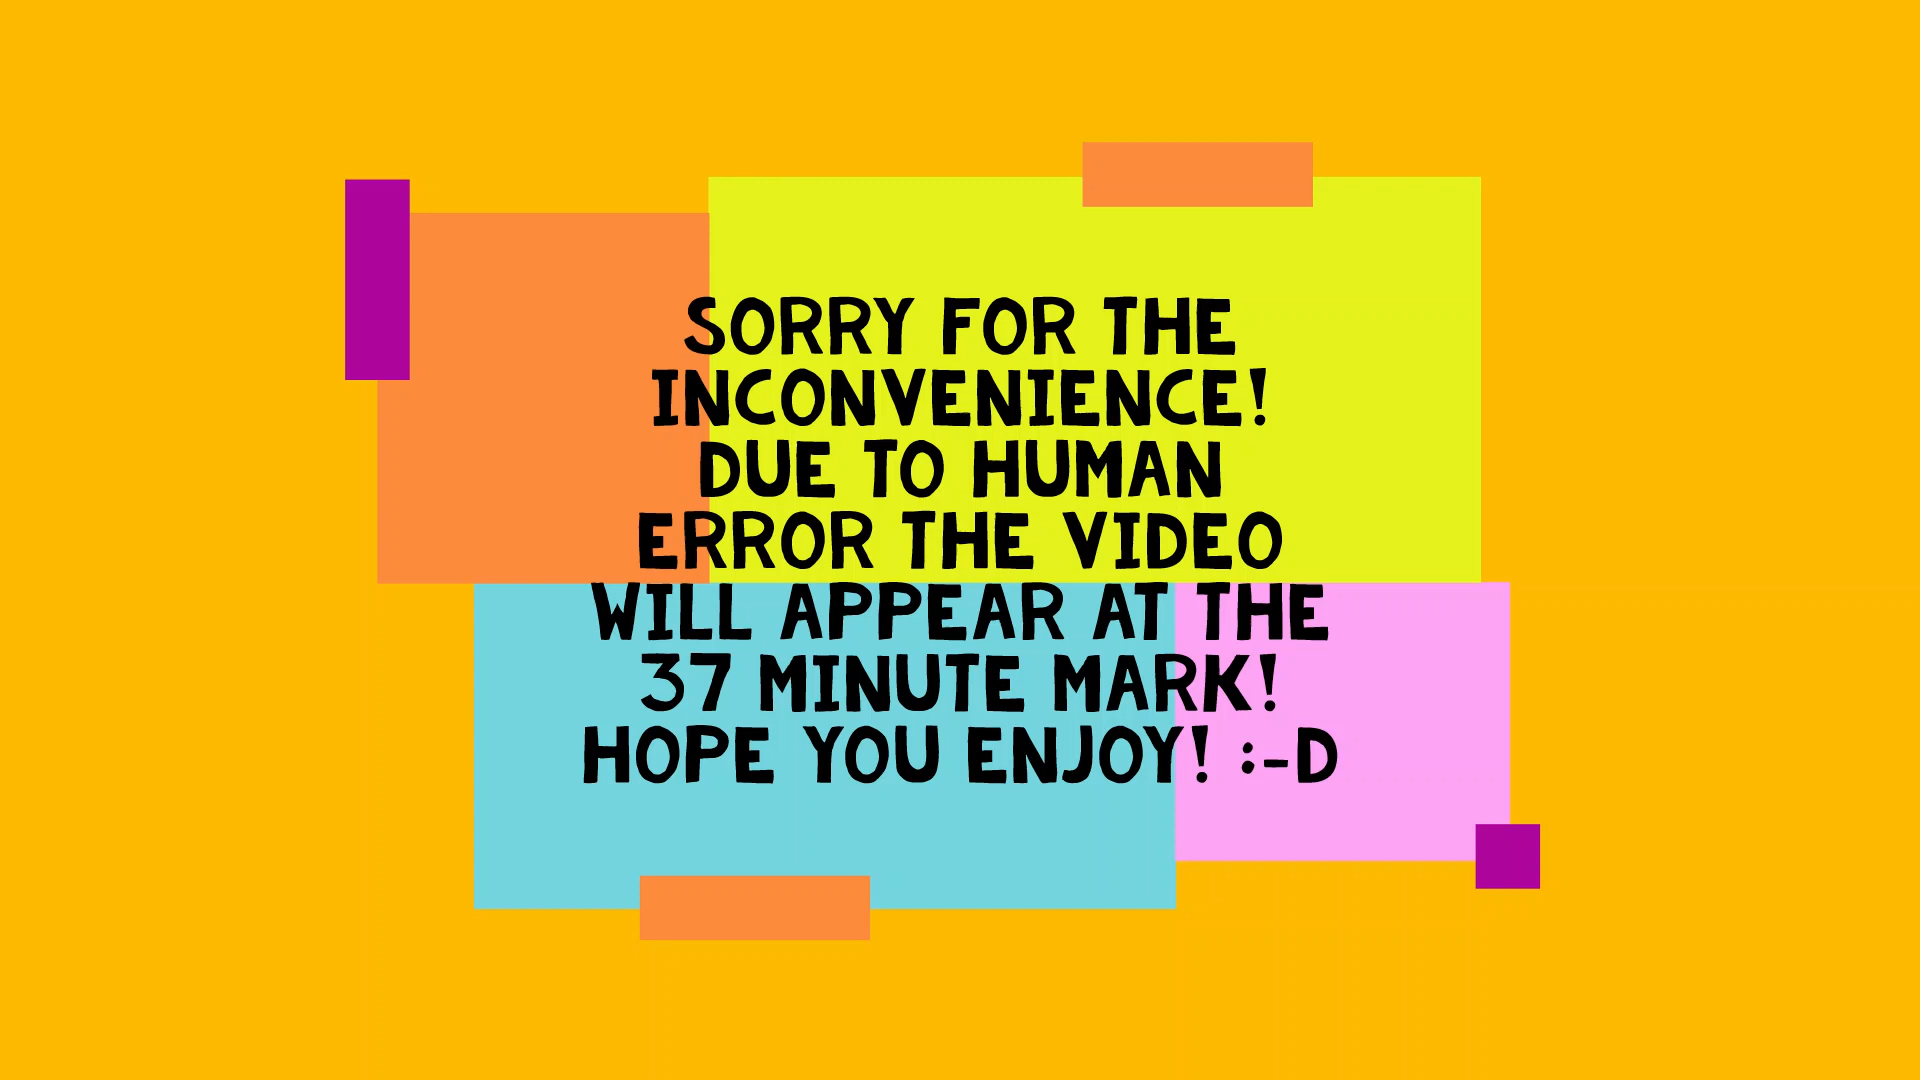 SORRY FOR THE
INCONVENIENCE!
DUE TO HUMAN
ERROR THE VIDEO
WILL APPEAR AT THE
37 MINUTE MARK!
HOPE YOU ENJOY! :-D